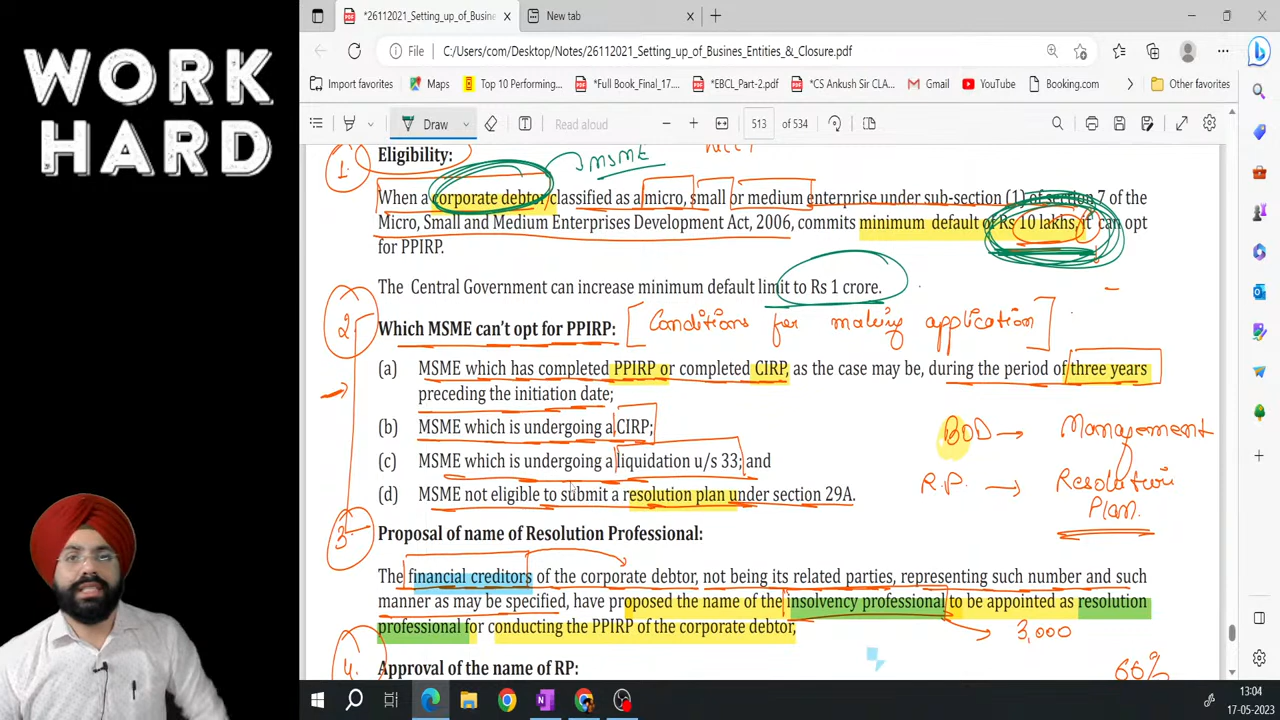 WORK
HARD
*26112021_Setting_up_of_Busines
New tab
File
C:/Users/com/Desktop/Notes/26112021_Setting_up_of_Busines_Entities_&_Closure.pdf
Import favorites
Top 10 Performing...
*Full Book_Final_17....
*EBCL_Part-2.pdf
*CS Ankush Sir CLA...
Gmail
YouTube
Booking.com
Other favorites
Draw
Read aloud
513 of 534
1.
Eligibility:
MSME
When a corporate debtor classified as a micro, small or medium enterprise under sub-section (1) of section 7 of the
Micro, Small and Medium Enterprises Development Act, 2006, commits minimum default of Rs 10 lakhs, it can opt
for PPIRP.
The Central Government can increase minimum default limit to Rs 1 crore.
2
Which MSME can't opt for PPIRP: [Conditions for making application]
(a) MSME which has completed PPIRP or completed CIRP, as the case may be, during the period of three years
preceding the initiation date;
(b) MSME which is undergoing a CIRP;
BOD → Management
(c) MSME which is undergoing a liquidation u/s 33; and
R.P. → Resolution
Plan.
(d) MSME not eligible to submit a resolution plan under section 29A.
3.
Proposal of name of Resolution Professional:
The financial creditors of the corporate debtor, not being its related parties, representing such number and such
manner as may be specified, have proposed the name of the insolvency professional to be appointed as resolution
professional for conducting the PPIRP of the corporate debtor;
3,000
4.
Approval of the name of RP:
66%
13:04
17-05-2023